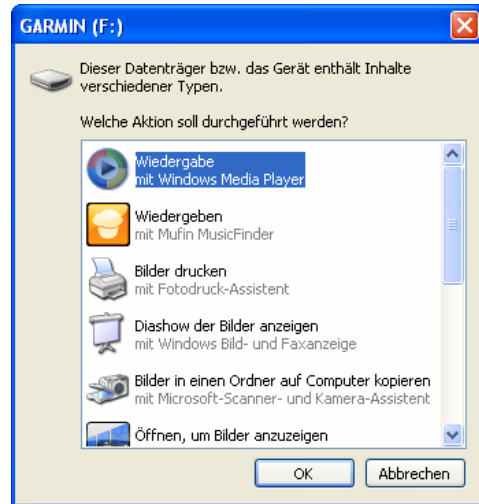 GARMIN (F:)
Dieser Datenträger bzw. das Gerät enthält Inhalte
verschiedener Typen.
Welche Aktion soll durchgeführt werden?
Wiedergabe
mit Windows Media Player
Wiedergeben
mit Mufin MusicFinder
Bilder drucken
mit Fotodruck-Assistent
Diashow der Bilder anzeigen
mit Windows Bild- und Faxanzeige
Bilder in einen Ordner auf Computer kopieren
mit Microsoft-Scanner- und Kamera-Assistent
Öffnen, um Bilder anzuzeigen
OK
Abbrechen